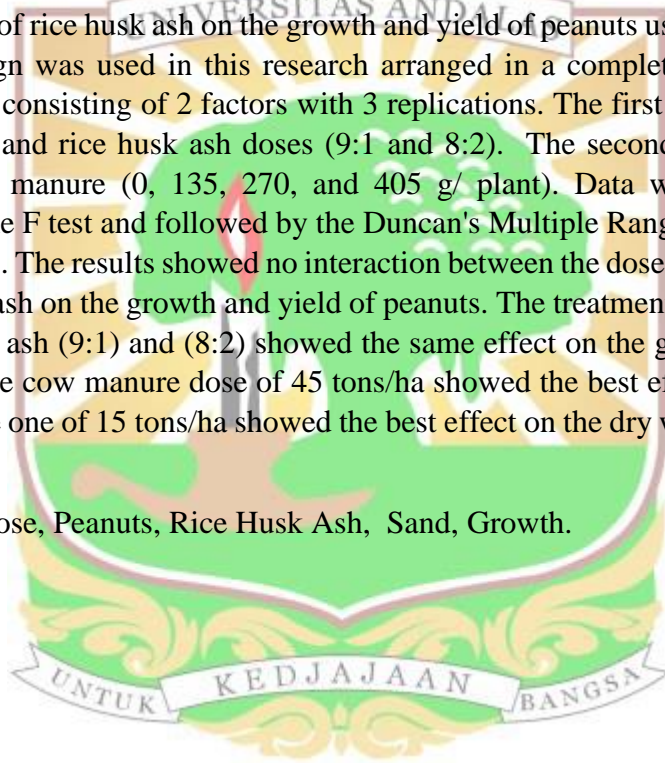 UNIVERSITAS ANDAL
of rice husk ash on the growth and yield of peanuts us
gn was used in this research arranged in a complet
consisting of 2 factors with 3 replications. The first
and rice husk ash doses (9:1 and 8:2). The second
manure (0, 135, 270, and 405 g/ plant). Data w
e F test and followed by the Duncan's Multiple Rang
. The results showed no interaction between the dose
ash on the growth and yield of peanuts. The treatment
ash (9:1) and (8:2) showed the same effect on the g
e cow manure dose of 45 tons/ha showed the best ef
one of 15 tons/ha showed the best effect on the dry w
ose, Peanuts, Rice Husk Ash, Sand, Growth.
UNTUK KEDJAJAAN BANGSA